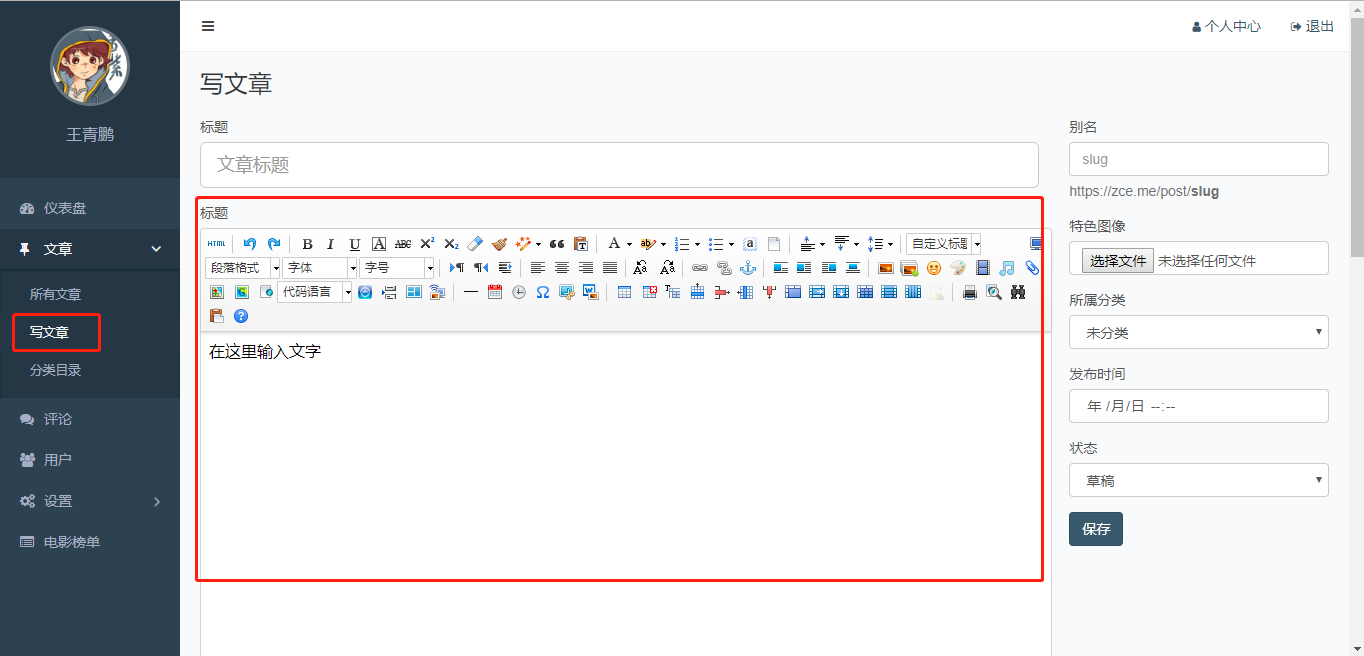 王青鹏
仪表盘
文章
所有文章
写文章
分类目录
评论
用户
设置
电影榜单
个人中心 退出
写文章
标题
文章标题
标题
HTML B I U A ABC X² X₂ 自定义标题
段落格式 字体 字号
代码语言
在这里输入文字
别名
slug
https://zce.me/post/slug
特色图像
选择文件 未选择任何文件
所属分类
未分类
发布时间
年 /月/日 --:--
状态
草稿
保存